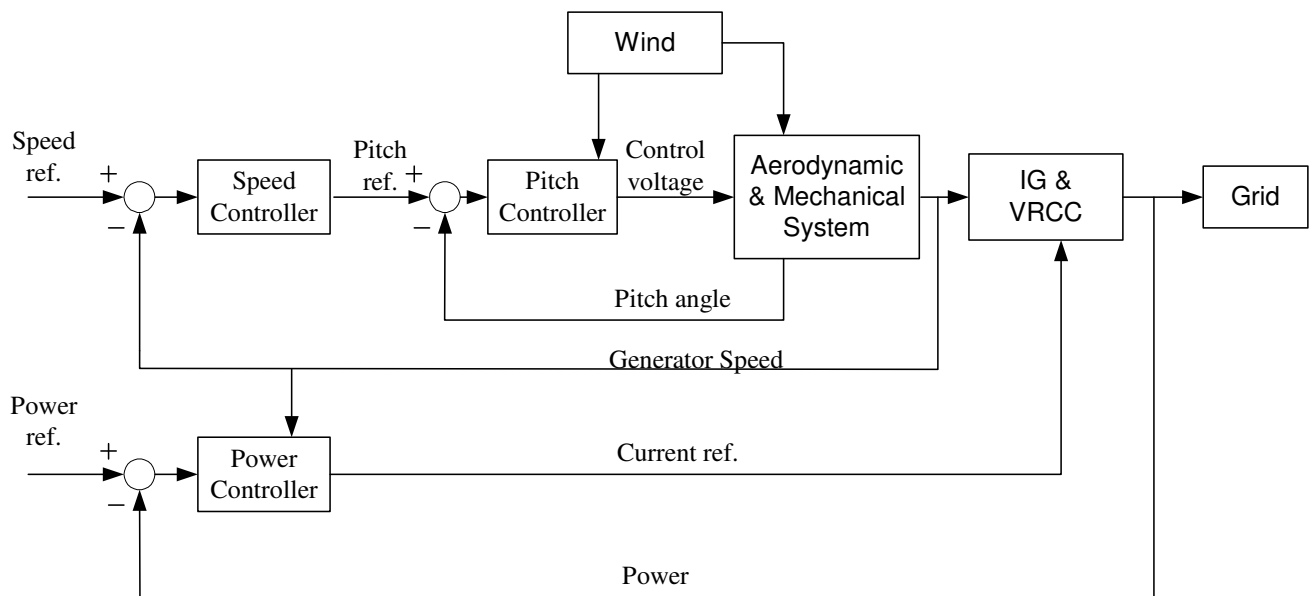 Wind
Speed
ref.
+
−
Speed
Controller
Pitch
ref.
+
−
Pitch
Controller
Control
voltage
Aerodynamic
& Mechanical
System
IG &
VRCC
Grid
Pitch angle
Generator Speed
Power
ref.
+
−
Power
Controller
Current ref.
Power